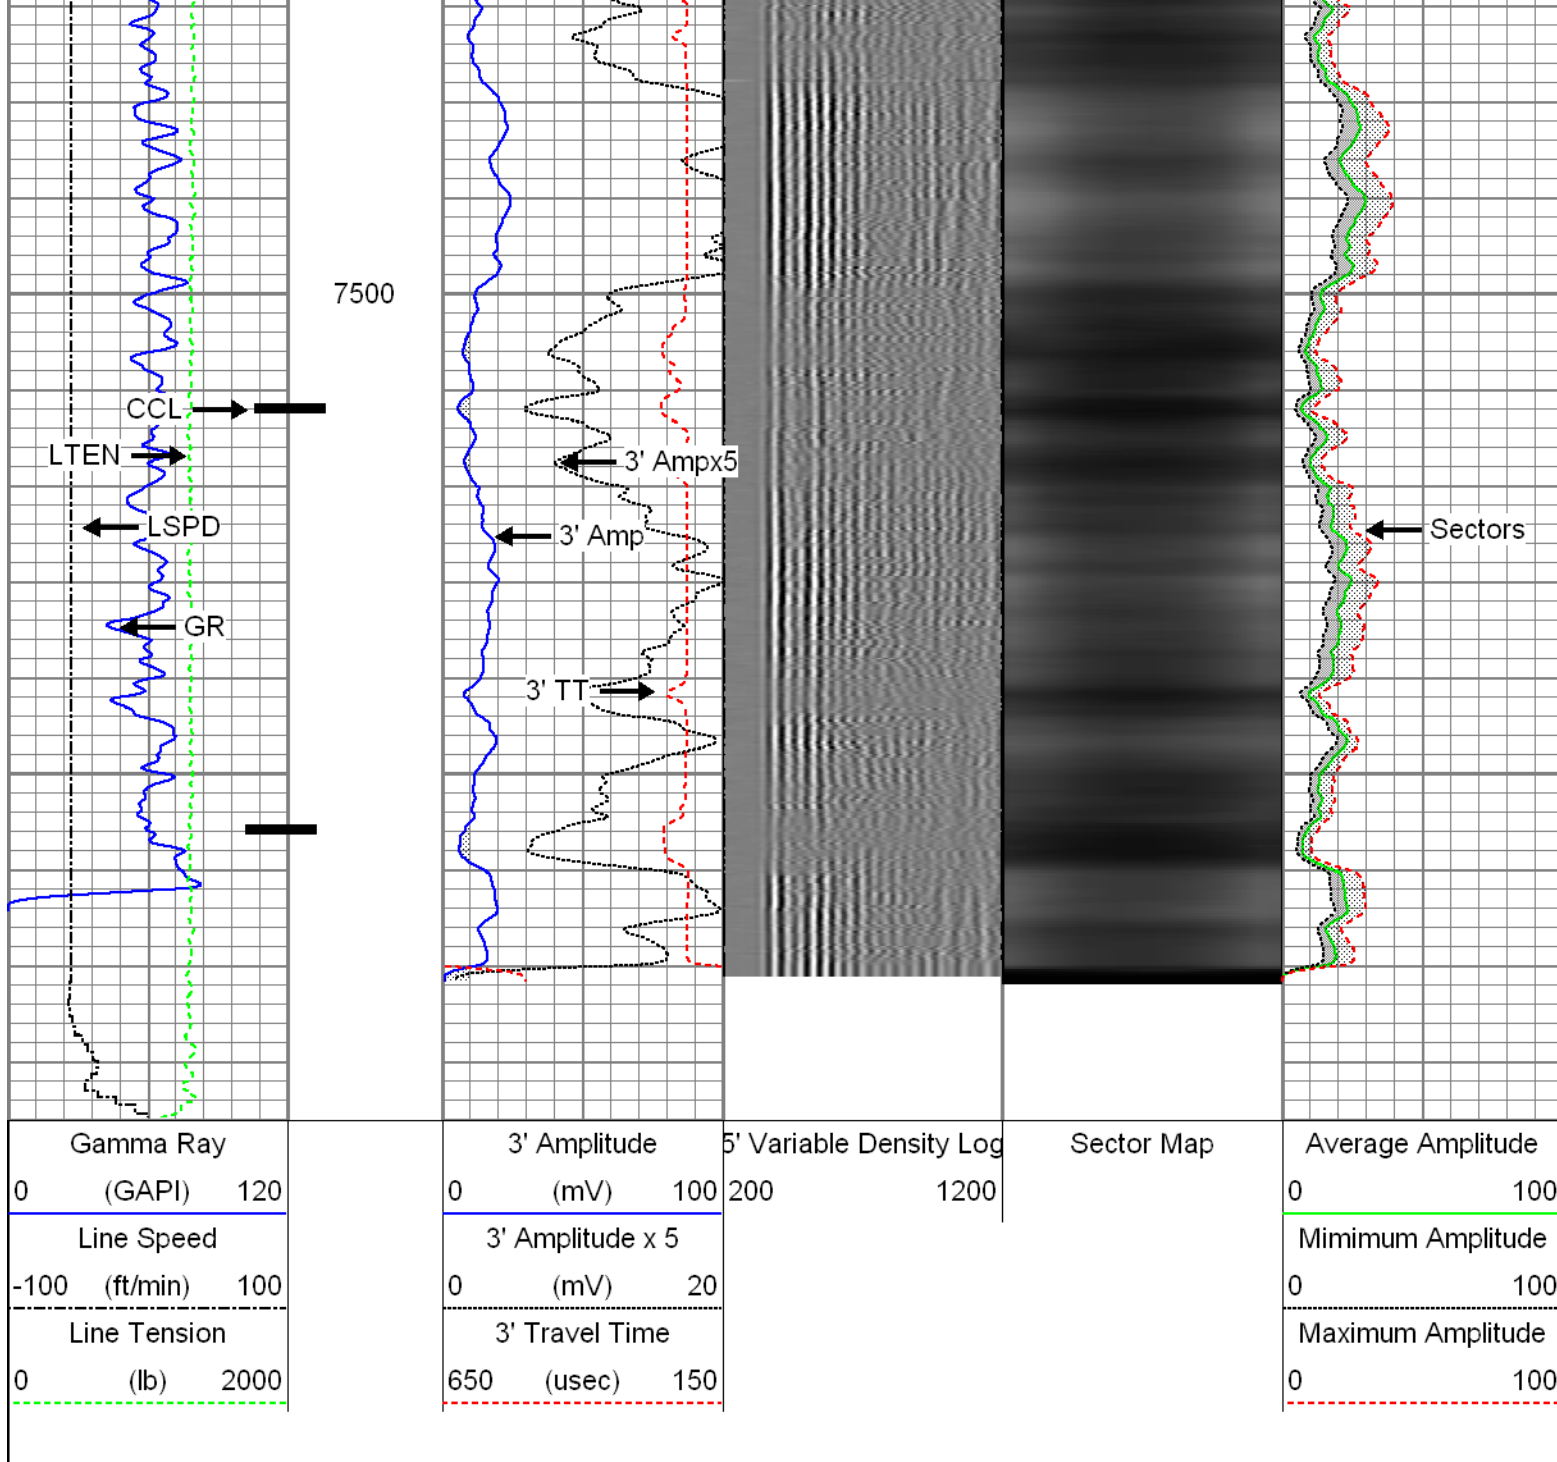 7500
CCL
LTEN
3' Ampx5
LSPD
3' Amp
Sectors
GR
3' TT
Gamma Ray
0 (GAPI) 120
Line Speed
-100 (ft/min) 100
Line Tension
0 (lb) 2000
3' Amplitude
0 (mV) 100
3' Amplitude x 5
0 (mV) 20
3' Travel Time
650 (usec) 150
5' Variable Density Log
200 1200
Sector Map
Average Amplitude
0 100
Mimimum Amplitude
0 100
Maximum Amplitude
0 100